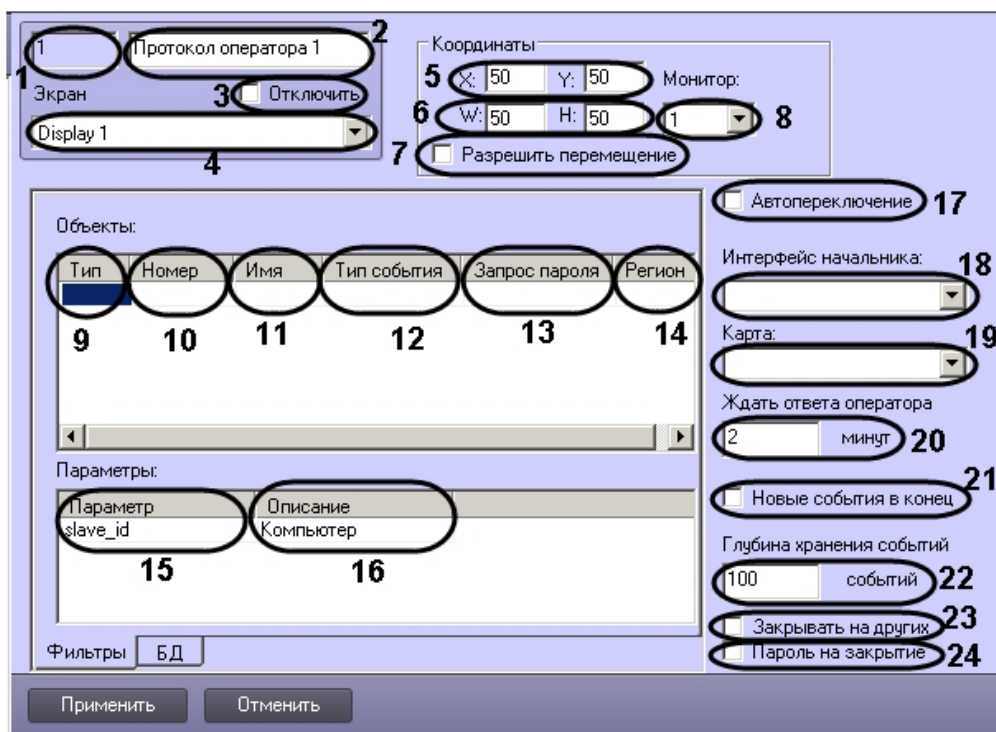 1 Протокол оператора 1 2
1 Экран 3 Отключить
Display 1
4
Координаты
5 X: 50 Y: 50 Монитор:
6 W: 50 H: 50 1 8
7 Разрешить перемещение
Объекты:
Тип Номер Имя Тип события Запрос пароля Регион
9 10 11 12 13 14
Параметры:
Параметр Описание
slave_id Компьютер
15 16
Фильтры БД
Автопереключение 17
Интерфейс начальника: 18
Карта: 19
Ждать ответа оператора
2 минут 20
21
Новые события в конец
Глубина хранения событий
100 событий 22
Закрывать на других 23
Пароль на закрытие 24
Применить Отменить